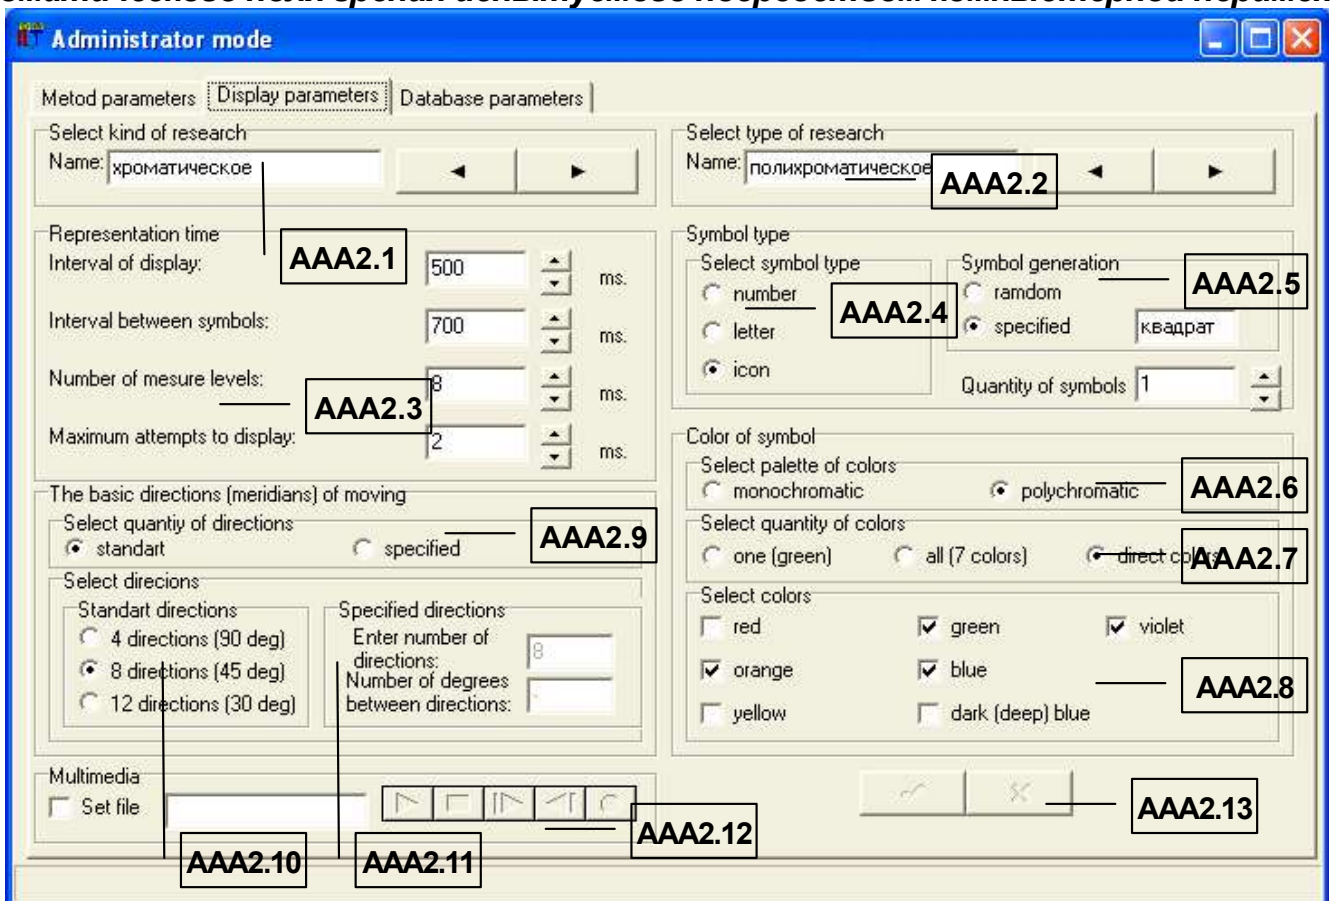 Administrator mode
Metod parameters Display parameters Database parameters
Select kind of research
Name: хроматическое
AAA2.1
Select type of research
Name: полихроматическое
AAA2.2
Representation time
Interval of display: 500 ms.
Interval between symbols: 700 ms.
Number of mesure levels: 8 ms.
AAA2.3
Maximum attempts to display: 2 ms.
Symbol type
Select symbol type
number
letter
icon
AAA2.4
Symbol generation
ramdom
specified квадрат
AAA2.5
Quantity of symbols 1
Color of symbol
Select palette of colors
monochromatic polychromatic
AAA2.6
Select quantity of colors
one (green) all (7 colors) direct colors
AAA2.7
Select colors
red green violet
orange blue
yellow dark (deep) blue
AAA2.8
The basic directions (meridians) of moving
Select quantiy of directions
standart specified
AAA2.9
Select direcions
Standart directions
4 directions (90 deg)
8 directions (45 deg)
12 directions (30 deg)
AAA2.10
Specified directions
Enter number of
directions: 8
Number of degrees
between directions: -
AAA2.11
Multimedia
Set file
AAA2.12
AAA2.13